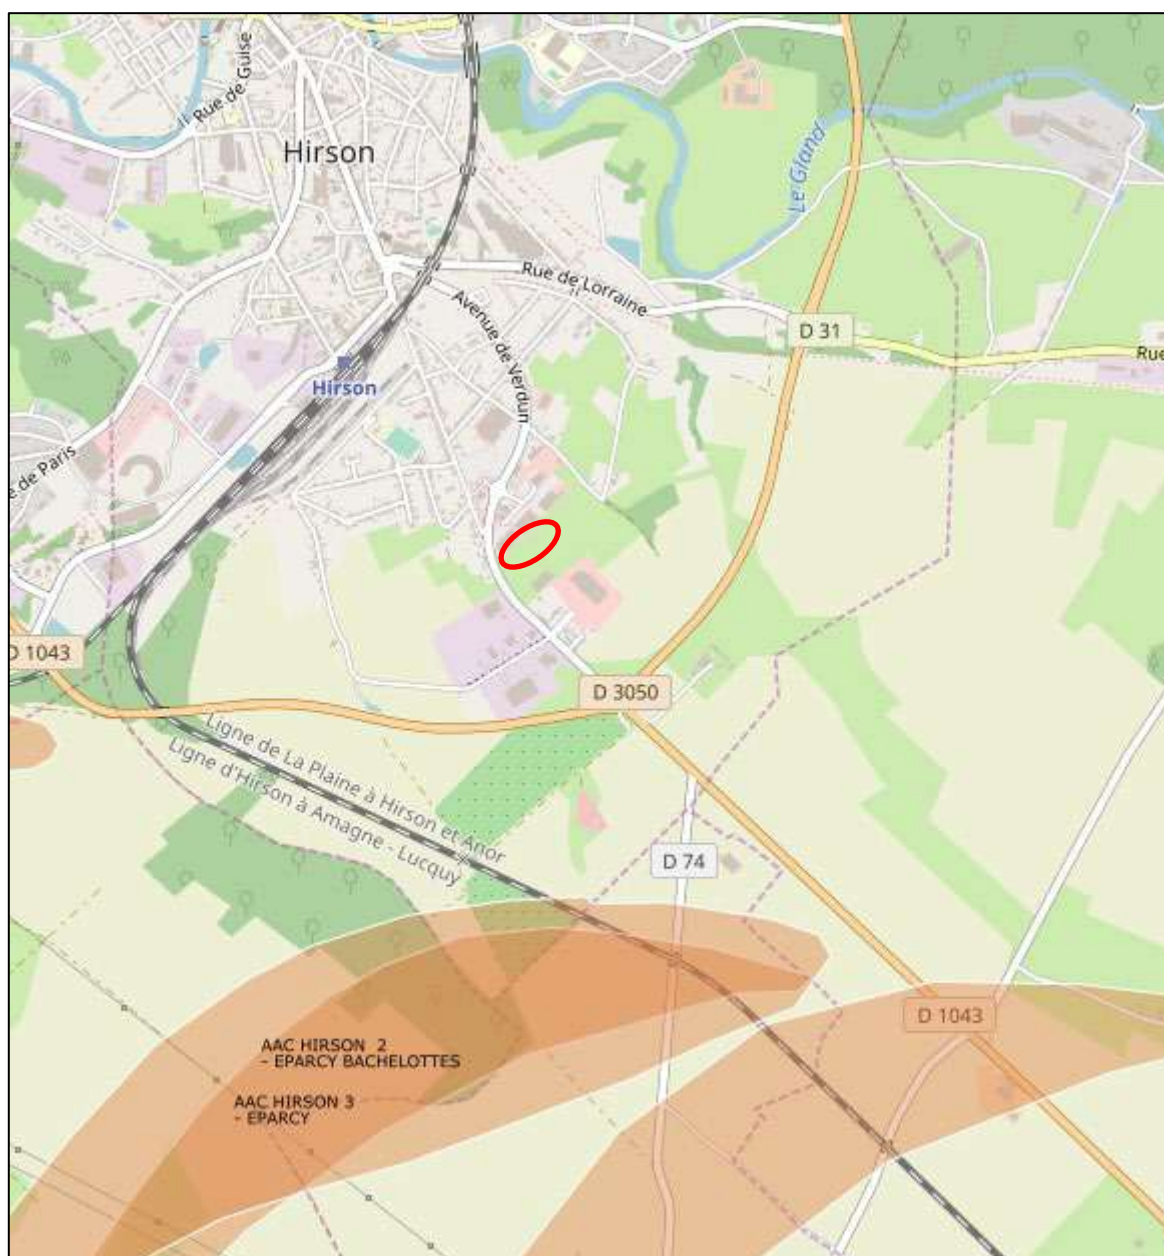 Rue de Guise
Hirson
Le Gland
Rue de Lorraine
Avenue de Verdun
D 31
Rue
Hirson
e de Paris
D 1043
D 3050
Ligne de La Plaine à Hirson et Anor
Ligne d'Hirson à Amagne - Lucquy
D 74
D 1043
AAC HIRSON 2
- EPARCY BACHELOTTES
AAC HIRSON 3
- EPARCY